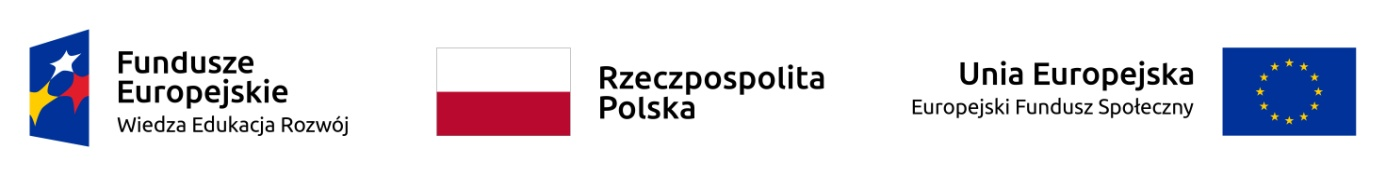 Fundusze
Europejskie
Wiedza Edukacja Rozwój
Rzeczpospolita
Polska
Unia Europejska
Europejski Fundusz Społeczny